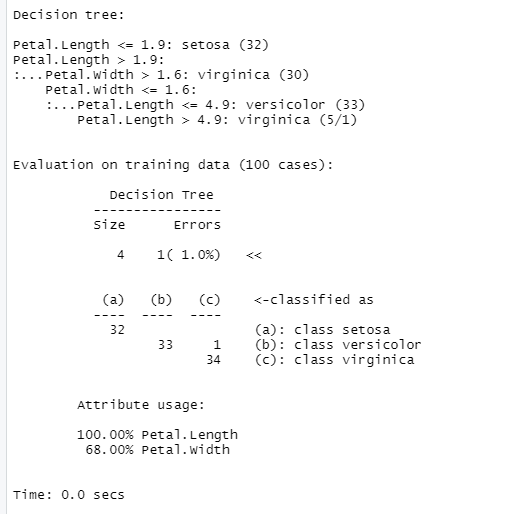 Decision tree:
Petal.Length <= 1.9: setosa (32)
Petal.Length > 1.9:
:...Petal.Width > 1.6: virginica (30)
    Petal.Width <= 1.6:
    :...Petal.Length <= 4.9: versicolor (33)
        Petal.Length > 4.9: virginica (5/1)
Evaluation on training data (100 cases):
            Decision Tree
          ----------------
          Size      Errors
             4    1( 1.0%)   <<
           (a)   (b)   (c)    <-classified as
          ----  ----  ----
            32                (a): class setosa
                  33     1    (b): class versicolor
                        34    (c): class virginica
        Attribute usage:
        100.00% Petal.Length
         68.00% Petal.Width
Time: 0.0 secs